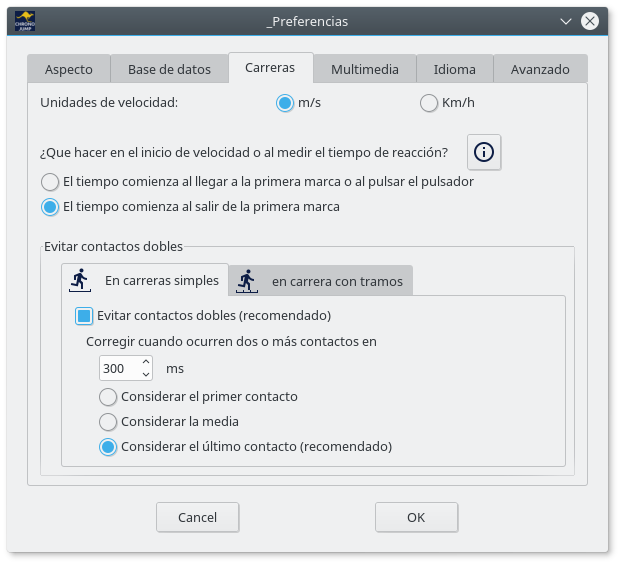 CHRONO
JUMP
_Preferencias
Aspecto
Base de datos
Carreras
Multimedia
Idioma
Avanzado
Unidades de velocidad:
m/s
Km/h
¿Que hacer en el inicio de velocidad o al medir el tiempo de reacción?
El tiempo comienza al llegar a la primera marca o al pulsar el pulsador
El tiempo comienza al salir de la primera marca
Evitar contactos dobles
En carreras simples
en carrera con tramos
Evitar contactos dobles (recomendado)
Corregir cuando ocurren dos o más contactos en
300 ms
Considerar el primer contacto
Considerar la media
Considerar el último contacto (recomendado)
Cancel
OK